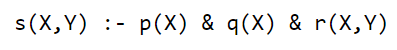 s(X,Y) :- p(X) & q(X) & r(X,Y)